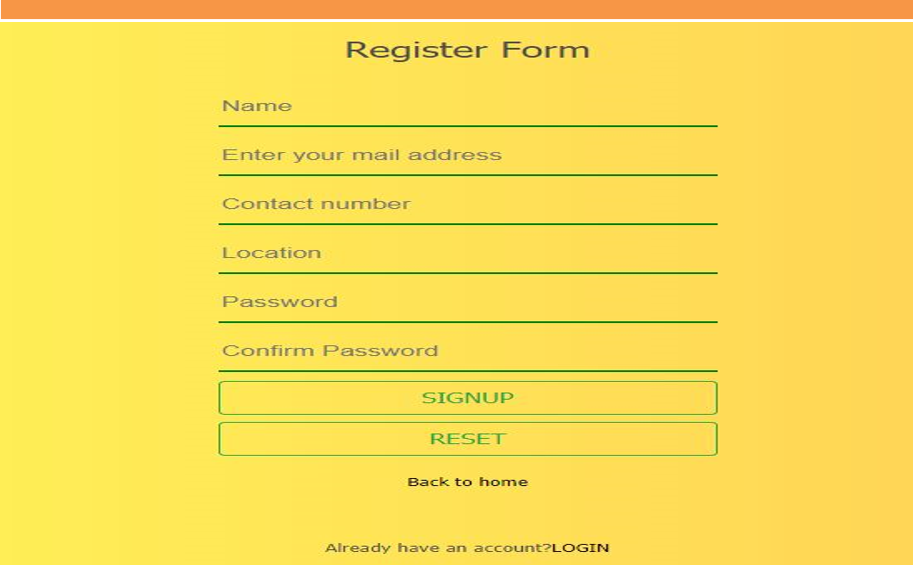 Register Form
Name
Enter your mail address
Contact number
Location
Password
Confirm Password
SIGNUP
RESET
Back to home
Already have an account?LOGIN